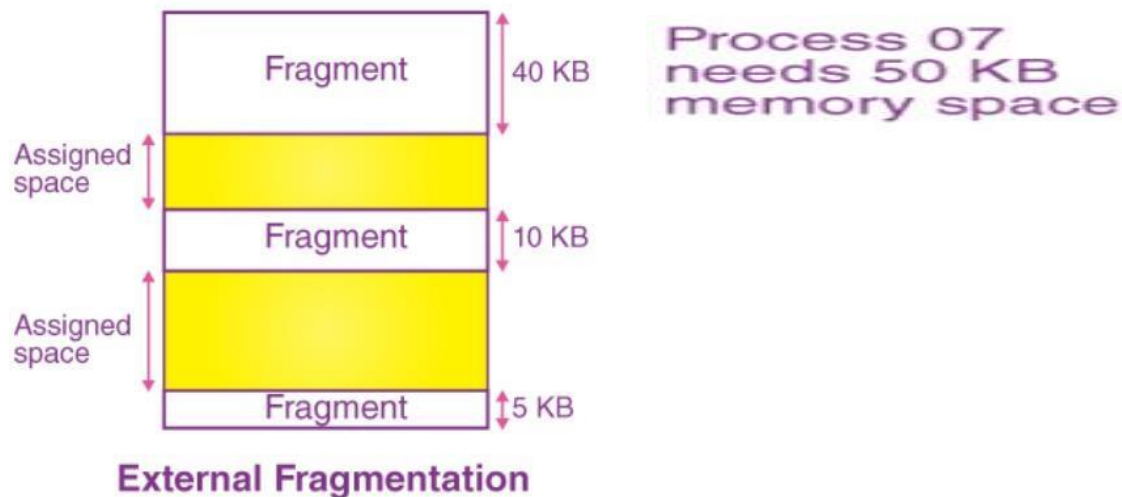 Fragment
40 KB
Process 07
needs 50 KB
memory space
Assigned
space
Fragment
10 KB
Assigned
space
Fragment
5 KB
External Fragmentation